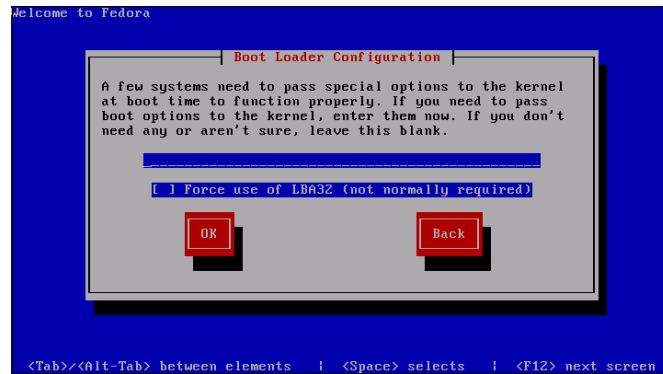 Welcome to Fedora
Boot Loader Configuration
A few systems need to pass special options to the kernel
at boot time to function properly. If you need to pass
boot options to the kernel, enter them now. If you don't
need any or aren't sure, leave this blank.
[ ] Force use of LBA32 (not normally required)
OK Back
<Tab>/<Alt-Tab> between elements | <Space> selects | <F12> next screen